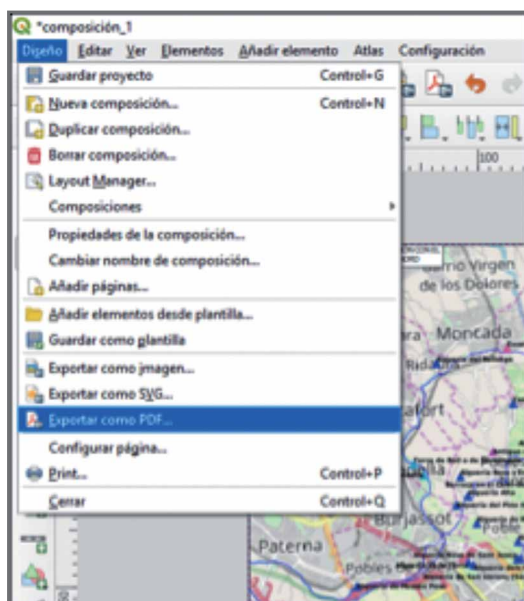 *composición_1
Diseño Editar Ver Elementos Añadir elemento Atlas Configuración
Guardar proyecto Control+G
Nueva composición... Control+N
Duplicar composición...
Borrar composición...
Layout Manager...
Composiciones
Propiedades de la composición...
Cambiar nombre de composición...
Añadir páginas...
Añadir elementos desde plantilla...
Guardar como plantilla
Exportar como imagen...
Exportar como SVG...
Exportar como PDF...
Configurar página...
Print... Control+P
Cerrar Control+Q
100
Virgen
de los Dolores
Moncada
Burjassot
Paterna